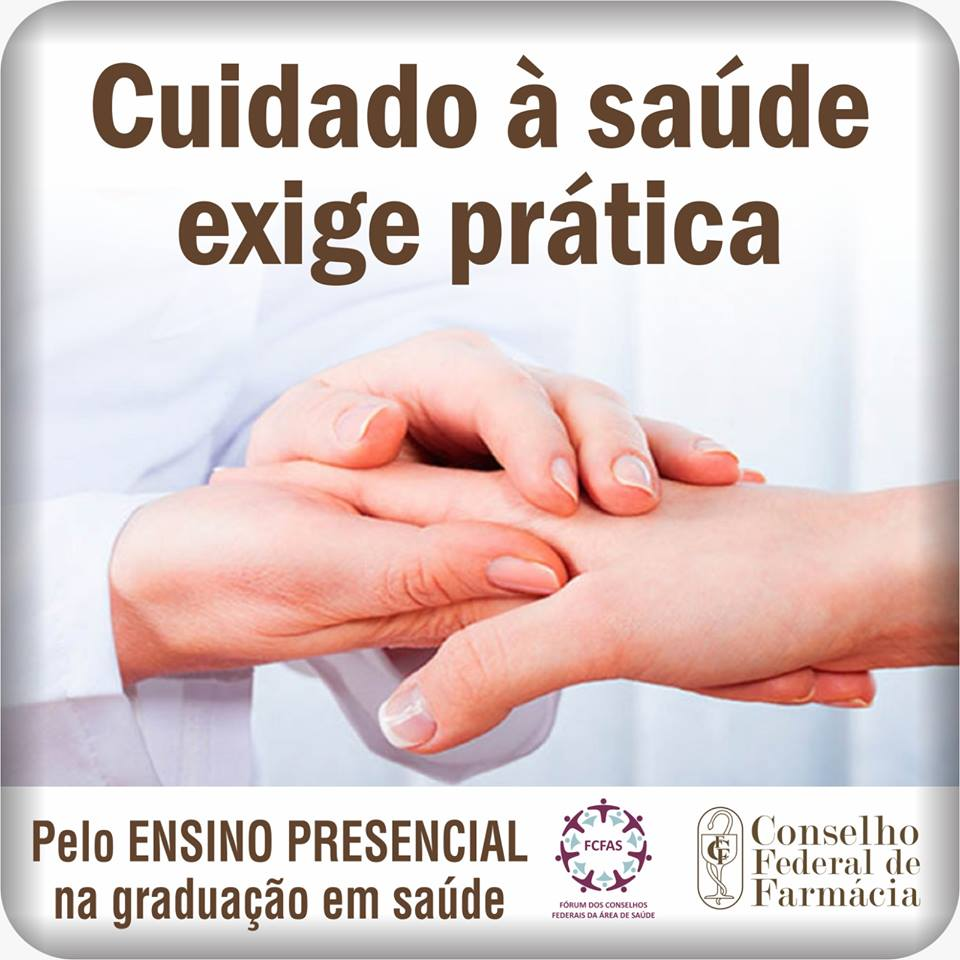 Cuidado à saúde
exige prática
Pelo ENSINO PRESENCIAL
na graduação em saúde
FCFAS
FÓRUM DOS CONSELHOS
FEDERAIS DA ÁREA DE SAÚDE
CFF
Conselho
Federal de
Farmácia